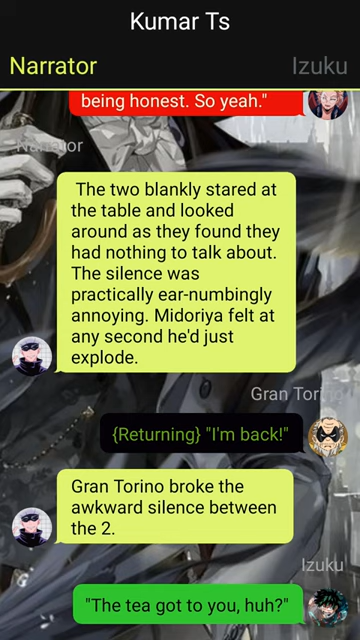 Kumar Ts
Narrator
Izuku
being honest. So yeah."
Narrator
The two blankly stared at
the table and looked
around as they found they
had nothing to talk about.
The silence was
practically ear-numbingly
annoying. Midoriya felt at
any second he'd just
explode.
Gran Torino
{Returning} "I'm back!"
Gran Torino broke the
awkward silence between
the 2.
Izuku
"The tea got to you, huh?"